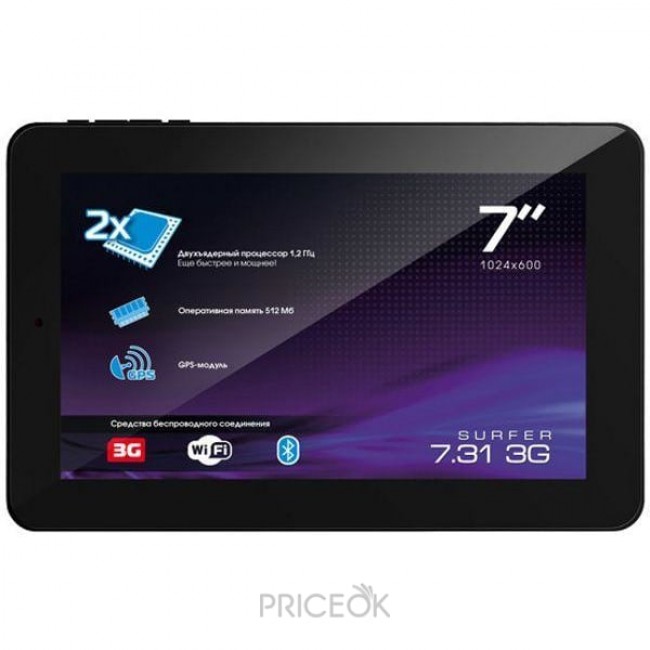 2x
Двухъядерный процессор 1,2 ГГц
Еще быстрее и мощнее!
7″
1024x600
Оперативная память 512 Мб
GPS
GPS-модуль
Средства беспроводного соединения
3G
WiFi
SURFER
7.31 3G
PRICEOK